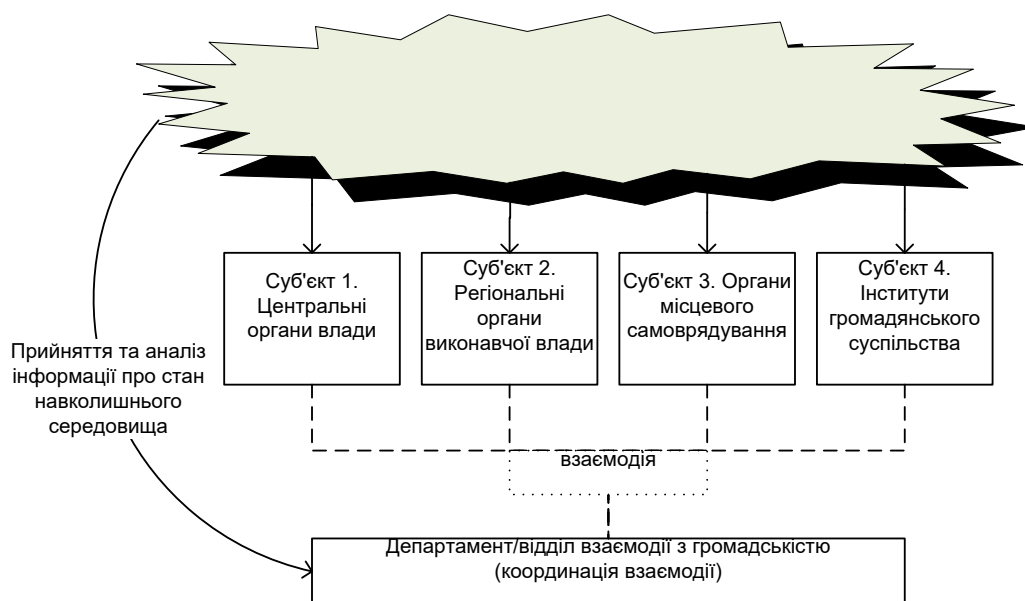 Суб'єкт 1.
Центральні
органи влади
Суб'єкт 2.
Регіональні
органи
виконавчої влади
Суб'єкт 3. Органи
місцевого
самоврядування
Суб'єкт 4.
Інститути
громадянського
суспільства
Прийняття та аналіз
інформації про стан
навколишнього
середовища
взаємодія
Департамент/відділ взаємодії з громадськістю
(координація взаємодії)